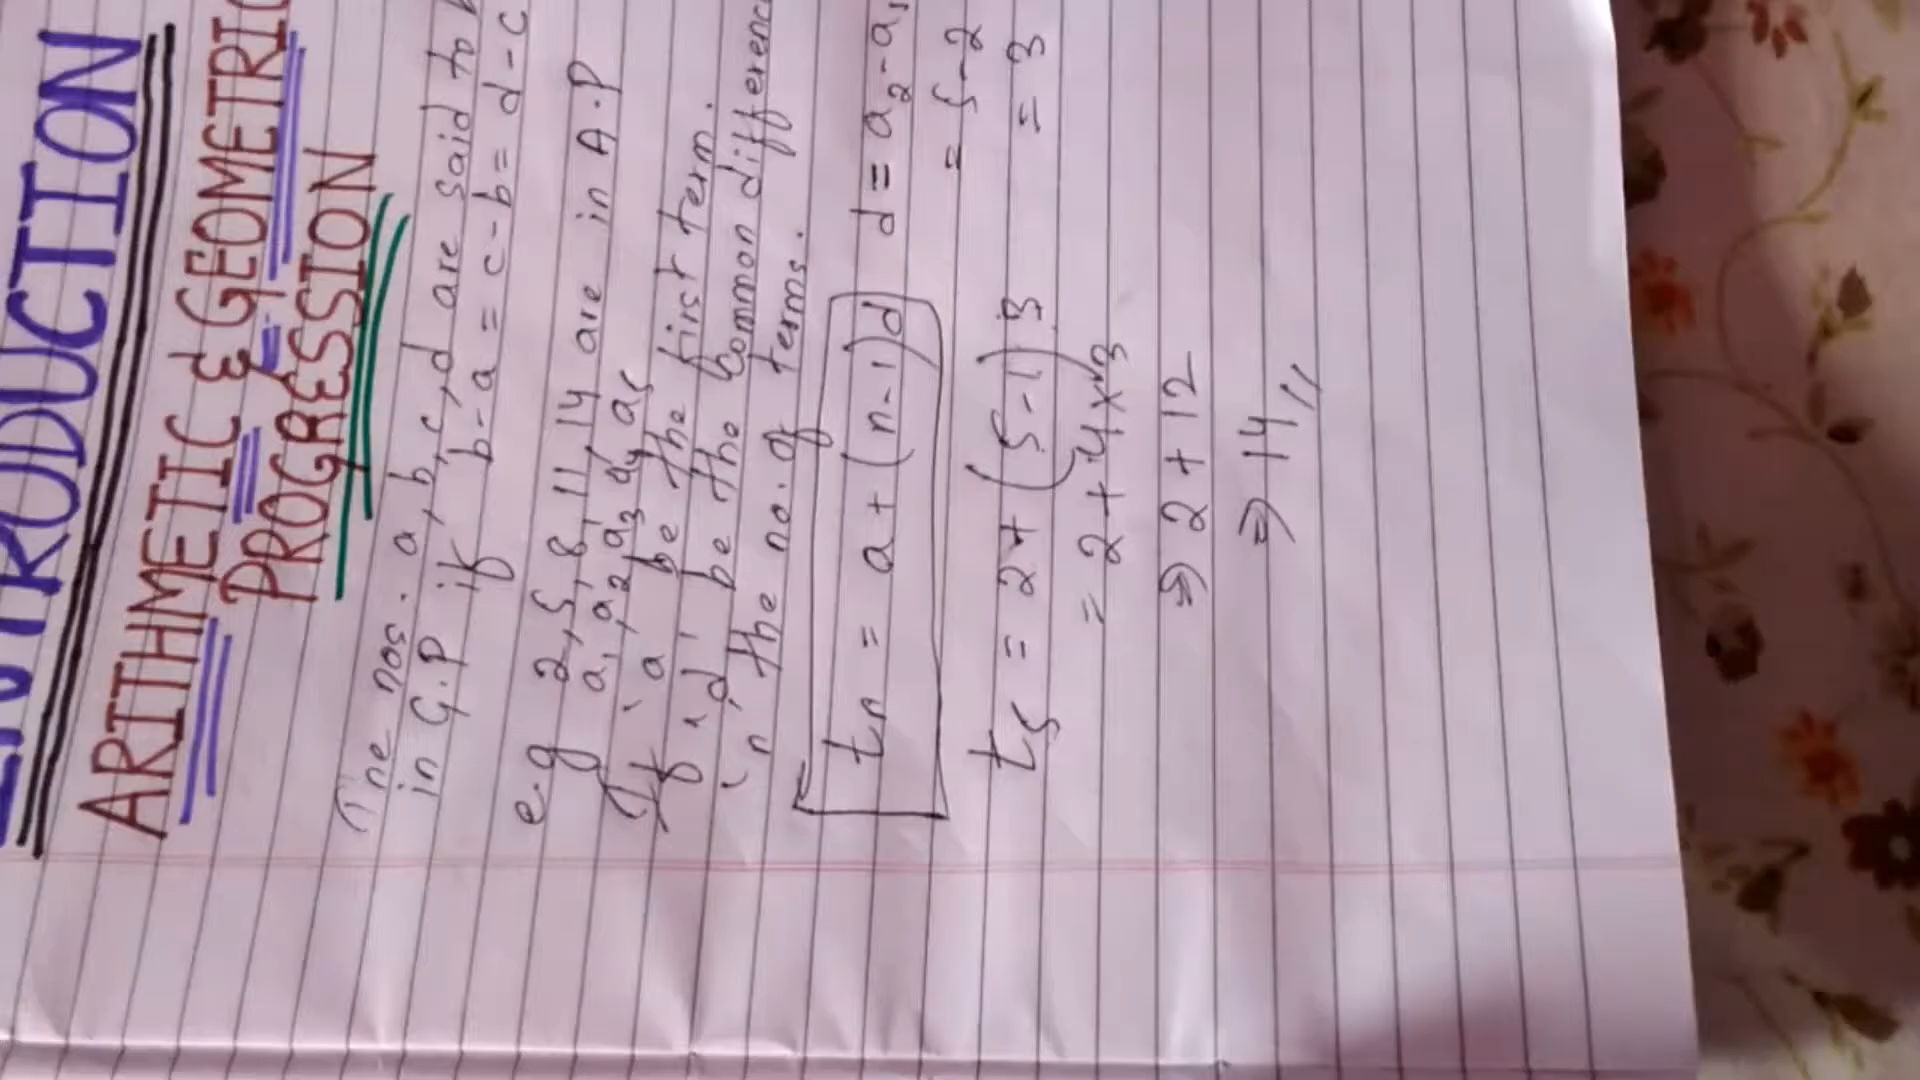 INTRODUCTION
ARITHMETIC & GEOMETRIC
PROGRESSION
The nos. a, b, c, d are said to
in G.P if b-a = c-b = d-c
e.g 2, 5, 8, 11, 14 are in A.P
a₁, a₂ a₃ a₄ a₅
If 'a' be the first term.
'd' be the common difference
'n' the no. of terms.
tn = a + (n-1)d d = a₂-a₁
= 5-2
t₅ = 2+(5-1)3 = 3
= 2+4×3
⇒ 2+12
⇒ 14